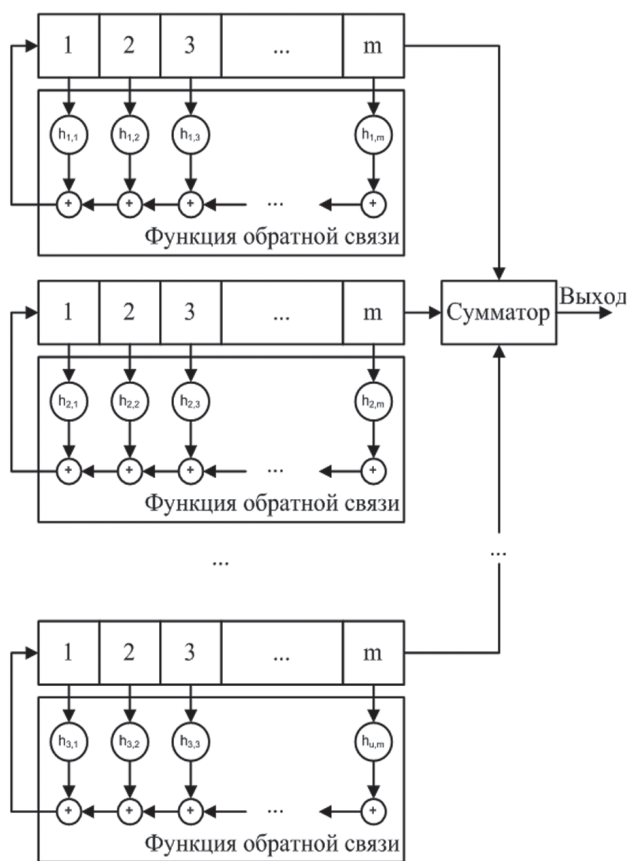 1 2 3 ... m
h1,1 h1,2 h1,3 h1,m
+ + + ... +
Функция обратной связи
1 2 3 ... m
Сумматор
Выход
h2,1 h2,2 h2,3 h2,m
+ + + ... +
Функция обратной связи
...
...
1 2 3 ... m
h3,1 h3,2 h3,3 hu,m
+ + + ... +
Функция обратной связи